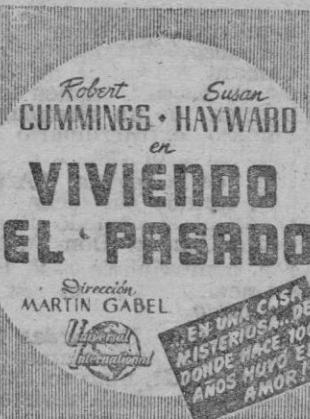 Robert Susan
CUMMINGS • HAYWARD
en
VIVIENDO
EL PASADO
Dirección
MARTIN GABEL
Universal
International
EN UNA CASA
MISTERIOSA...DE
DONDE HACE 100
AÑOS HUYÓ EL
AMOR!